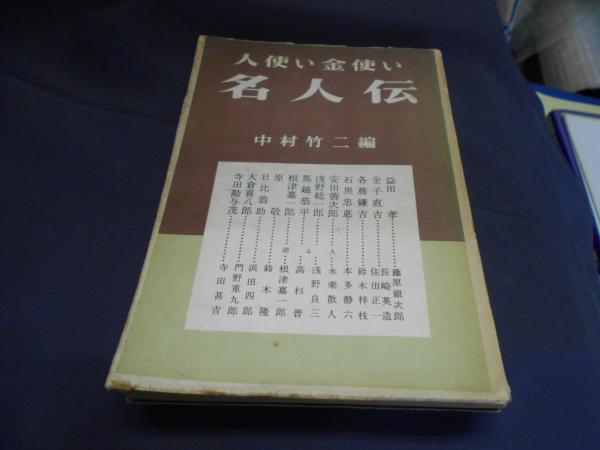 人使い金使い
名人伝
中村竹二編
益田孝…………藤原銀次郎
金子直吉…………長崎英造
各務鎌吉…………住田正一
石黒忠悳…………鈴木祥枝
安田善次郎…………本多静六
浅野総一郎…人…永楽散人
馬越恭平…………浅野良三
根津嘉一郎…る…高杉晋
原敬…………語…根津嘉一郎
日比翁助…………鈴木隆
大倉喜八郎…………浜田四郎
寺田勘与茂…………門野重九郎
寺田甚吉